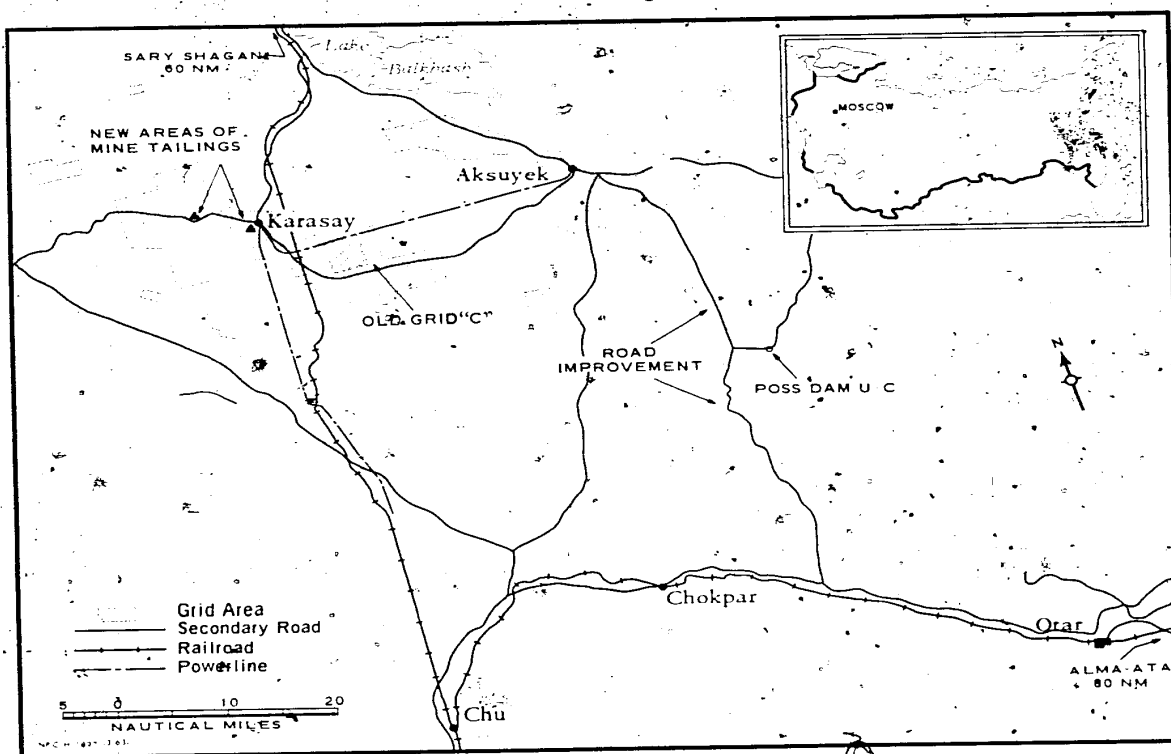 SARY SHAGAN
60 NM
Lake
Balkhash
MOSCOW
NEW AREAS OF
MINE TAILINGS
Aksuyek
Karasay
OLD GRID "C"
ROAD
IMPROVEMENT
POSS DAM U C
N
Grid Area
Secondary Road
Railroad
Powerline
Chokpar
Otar
ALMA-ATA
80 NM
Chu
5 0 10 20
NAUTICAL MILES